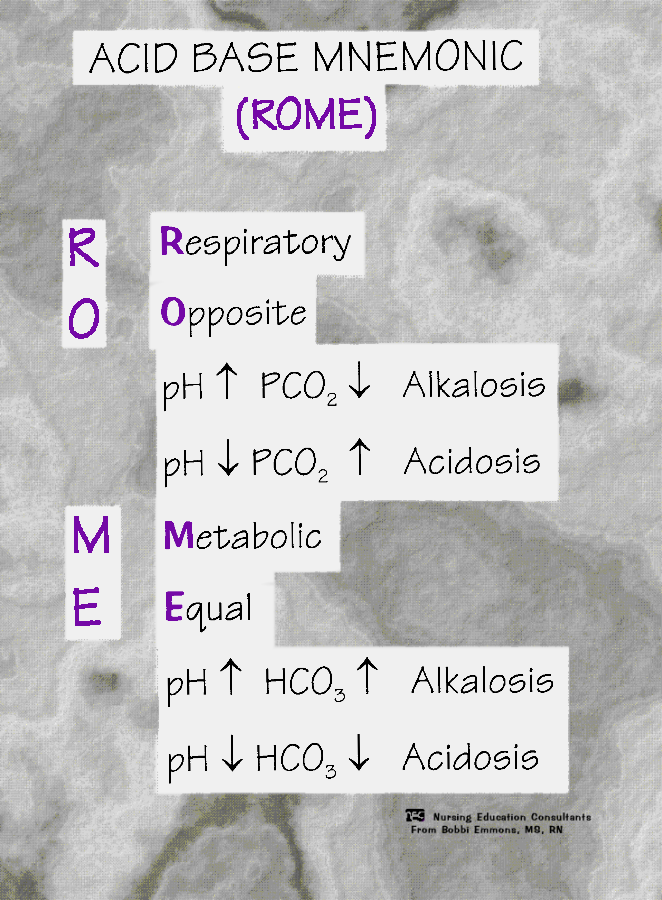 ACID BASE MNEMONIC
(ROME)
R Respiratory
O Opposite
pH ↑ PCO₂ ↓ Alkalosis
pH ↓ PCO₂ ↑ Acidosis
M Metabolic
E Equal
pH ↑ HCO₃ ↑ Alkalosis
pH ↓ HCO₃ ↓ Acidosis
NEC Nursing Education Consultants
From Bobbi Emmons, MS, RN